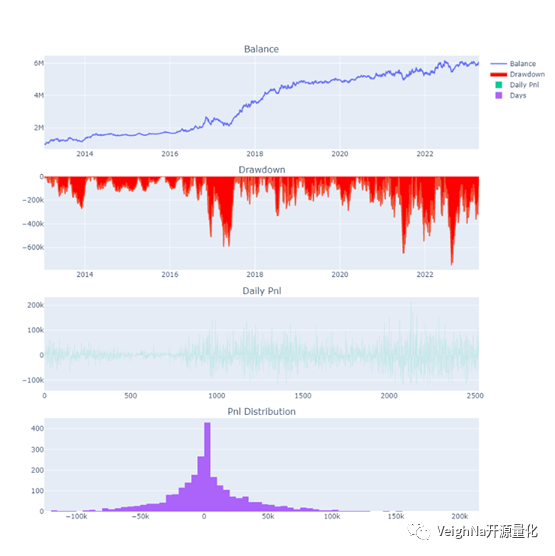 Balance
6M
4M
2M
2014
2016
2018
2020
2022
Balance
Drawdown
Daily Pnl
Days
Drawdown
0
−200k
−400k
−600k
2014
2016
2018
2020
2022
Daily Pnl
200k
100k
0
−100k
0
500
1000
1500
2000
2500
Pnl Distribution
400
300
200
100
0
−100k
−50k
0
50k
100k
150k
200k
VeighNa开源量化